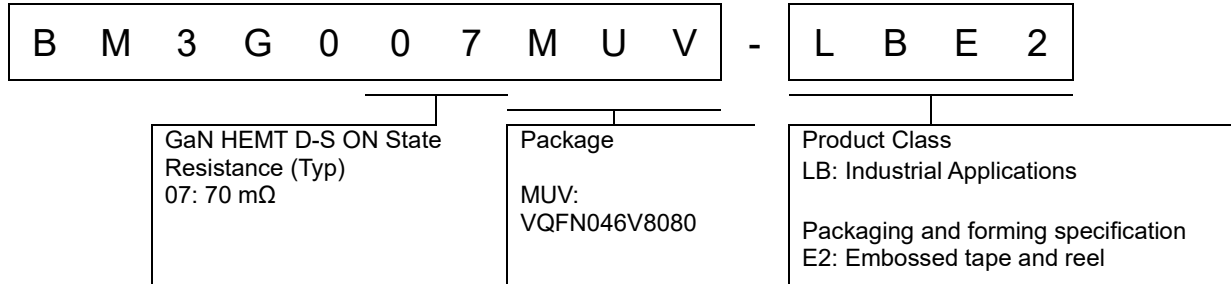 B M 3 G 0 0 7 M U V - L B E 2
GaN HEMT D-S ON State
Resistance (Typ)
07: 70 mΩ
Package
MUV:
VQFN046V8080
Product Class
LB: Industrial Applications
Packaging and forming specification
E2: Embossed tape and reel